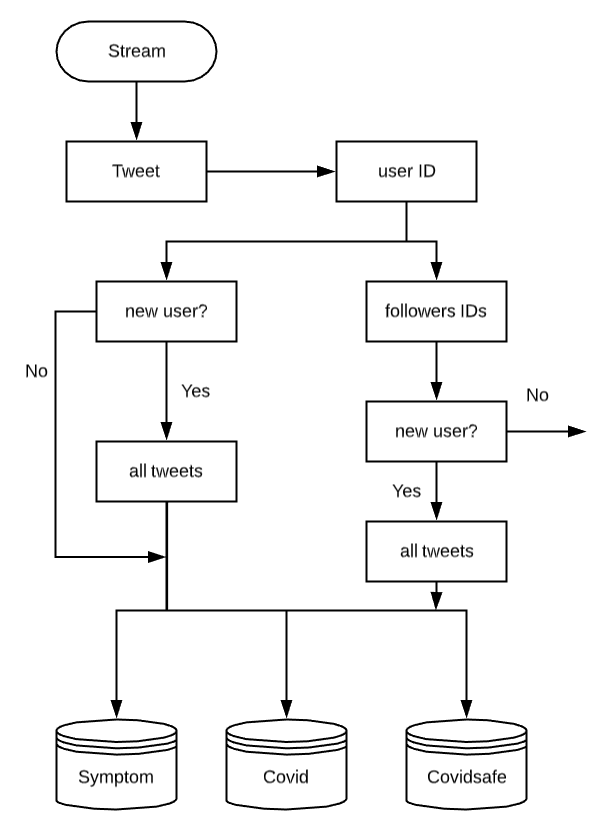 Stream
Tweet
user ID
new user?
followers IDs
No
Yes
No
new user?
all tweets
Yes
all tweets
Symptom
Covid
Covidsafe